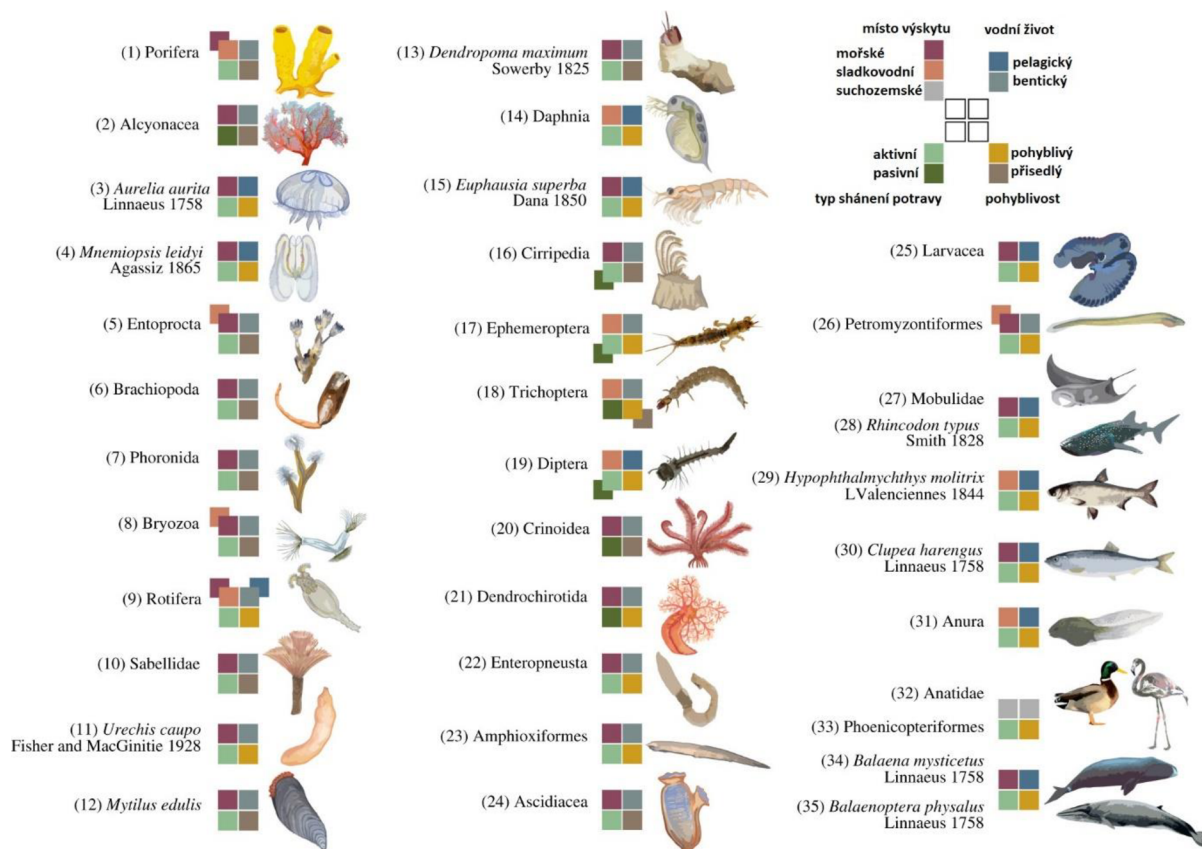 (1) Porifera
(2) Alcyonacea
(3) Aurelia aurita
Linnaeus 1758
(4) Mnemiopsis leidyi
Agassiz 1865
(5) Entoprocta
(6) Brachiopoda
(7) Phoronida
(8) Bryozoa
(9) Rotifera
(10) Sabellidae
(11) Urechis caupo
Fisher and MacGinitie 1928
(12) Mytilus edulis
(13) Dendropoma maximum
Sowerby 1825
(14) Daphnia
(15) Euphausia superba
Dana 1850
(16) Cirripedia
(17) Ephemeroptera
(18) Trichoptera
(19) Diptera
(20) Crinoidea
(21) Dendrochirotida
(22) Enteropneusta
(23) Amphioxiformes
(24) Ascidiacea
místo výskytu
vodní život
mořské
sladkovodní
suchozemské
pelagický
bentický
aktivní
pasivní
pohyblivý
přisedlý
typ shánení potravy
pohyblivost
(25) Larvacea
(26) Petromyzontiformes
(27) Mobulidae
(28) Rhincodon typus
Smith 1828
(29) Hypophthalmychthys molitrix
LValenciennes 1844
(30) Clupea harengus
Linnaeus 1758
(31) Anura
(32) Anatidae
(33) Phoenicopteriformes
(34) Balaena mysticetus
Linnaeus 1758
(35) Balaenoptera physalus
Linnaeus 1758